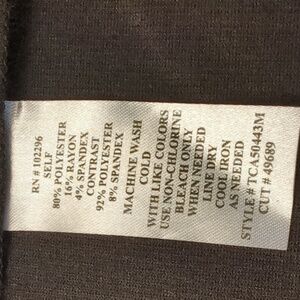 RN # 102296
SELF
80% POLYESTER
16% RAYON
4% SPANDEX
CONTRAST
92% POLYESTER
8% SPANDEX
MACHINE WASH
COLD
WITH LIKE COLORS
USE NON-CHLORINE
BLEACH ONLY
WHEN NEEDED
LINE DRY
COOL IRON
AS NEEDED
STYLE # TCA50443M
CUT # 49689